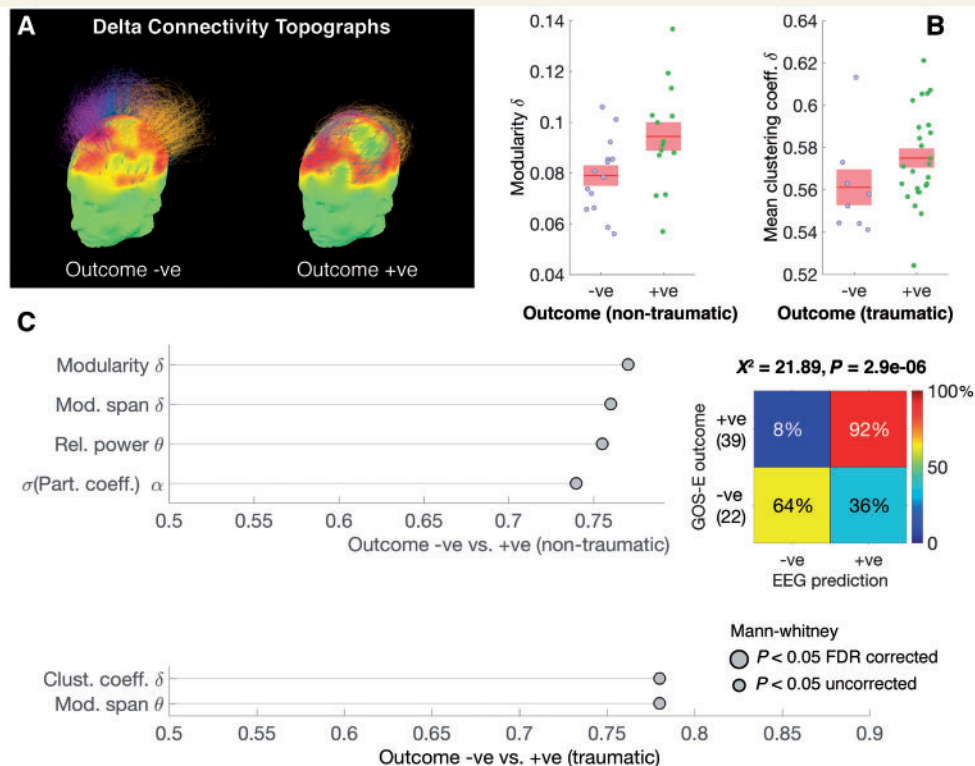 A
Delta Connectivity Topographs
Outcome -ve
Outcome +ve
B
0.14
0.12
0.1
0.08
0.06
0.04
Modularity δ
-ve
+ve
Outcome (non-traumatic)
0.64
0.62
0.6
0.58
0.56
0.54
0.52
Mean clustering coeff. δ
-ve
+ve
Outcome (traumatic)
C
Modularity δ
Mod. span δ
Rel. power θ
σ(Part. coeff.) α
0.5 0.55 0.6 0.65 0.7 0.75
Outcome -ve vs. +ve (non-traumatic)
X² = 21.89, P = 2.9e-06
GOS-E outcome
+ve
(39)
-ve
(22)
8% 92%
64% 36%
-ve +ve
EEG prediction
100%
50
0
Mann-whitney
P < 0.05 FDR corrected
P < 0.05 uncorrected
Clust. coeff. δ
Mod. span θ
0.5 0.55 0.6 0.65 0.7 0.75 0.8 0.85 0.9
Outcome -ve vs. +ve (traumatic)